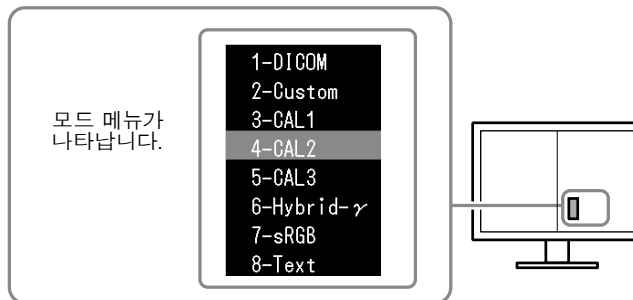 모드 메뉴가
나타납니다.
1-DICOM
2-Custom
3-CAL1
4-CAL2
5-CAL3
6-Hybrid-γ
7-sRGB
8-Text